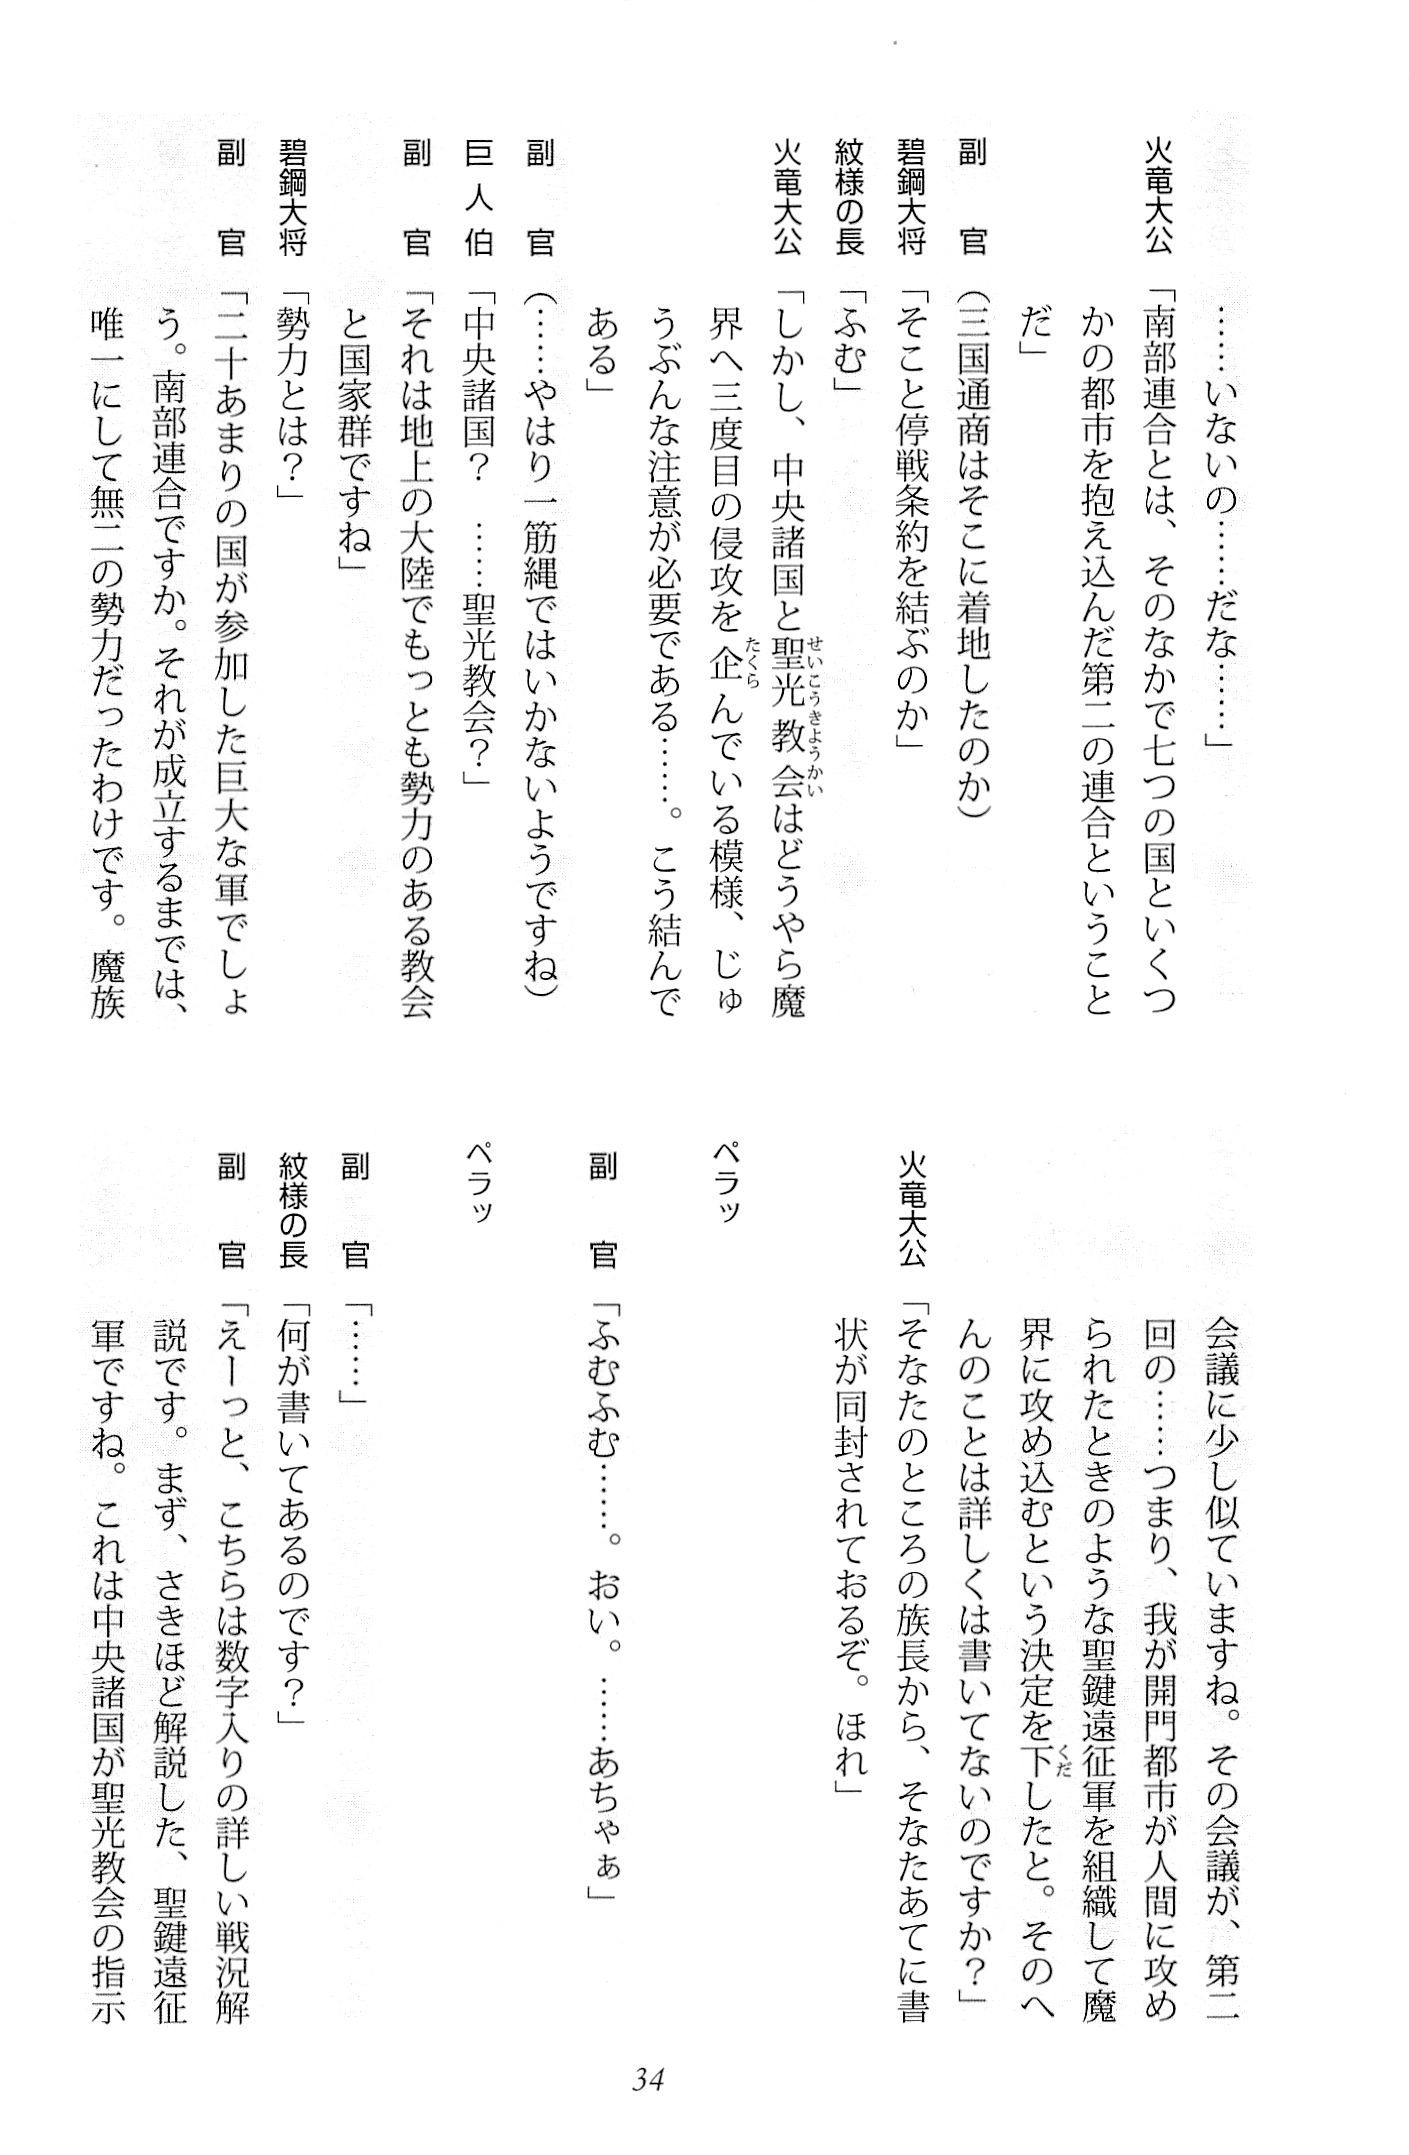 ……いないの……だな……」
火竜大公「南部連合とは、そのなかで七つの国といくつ
かの都市を抱え込んだ第二の連合ということ
だ」
副官（三国通商はそこに着地したのか）
碧鋼大将「そこと停戦条約を結ぶのか」
紋様の長「ふむ」
火竜大公「しかし、中央諸国と聖光教会はどうやら魔
せいこうきようかい
界へ三度目の侵攻を企んでいる模様、じゅ
たくら
うぶんな注意が必要である……。こう結んで
ある」
副官（……やはり一筋縄ではいかないようですね）
巨人伯「中央諸国？　……聖光教会？」
副官「それは地上の大陸でもっとも勢力のある教会
と国家群ですね」
碧鋼大将「勢力とは？」
副官「二十あまりの国が参加した巨大な軍でしょ
う。南部連合ですか。それが成立するまでは、
唯一にして無二の勢力だったわけです。魔族
会議に少し似ていますね。その会議が、第二
回の……つまり、我が開門都市が人間に攻め
られたときのような聖鍵遠征軍を組織して魔
界に攻め込むという決定を下したと。そのへ
くだ
んのことは詳しくは書いてないのですか？」
火竜大公「そなたのところの族長から、そなたあてに書
状が同封されておるぞ。ほれ」
ペラッ
副官「ふむふむ……。おい。……あちゃぁ」
ペラッ
副官「……」
紋様の長「何が書いてあるのです？」
副官「えーっと、こちらは数字入りの詳しい戦況解
説です。まず、さきほど解説した、聖鍵遠征
軍ですね。これは中央諸国が聖光教会の指示
34